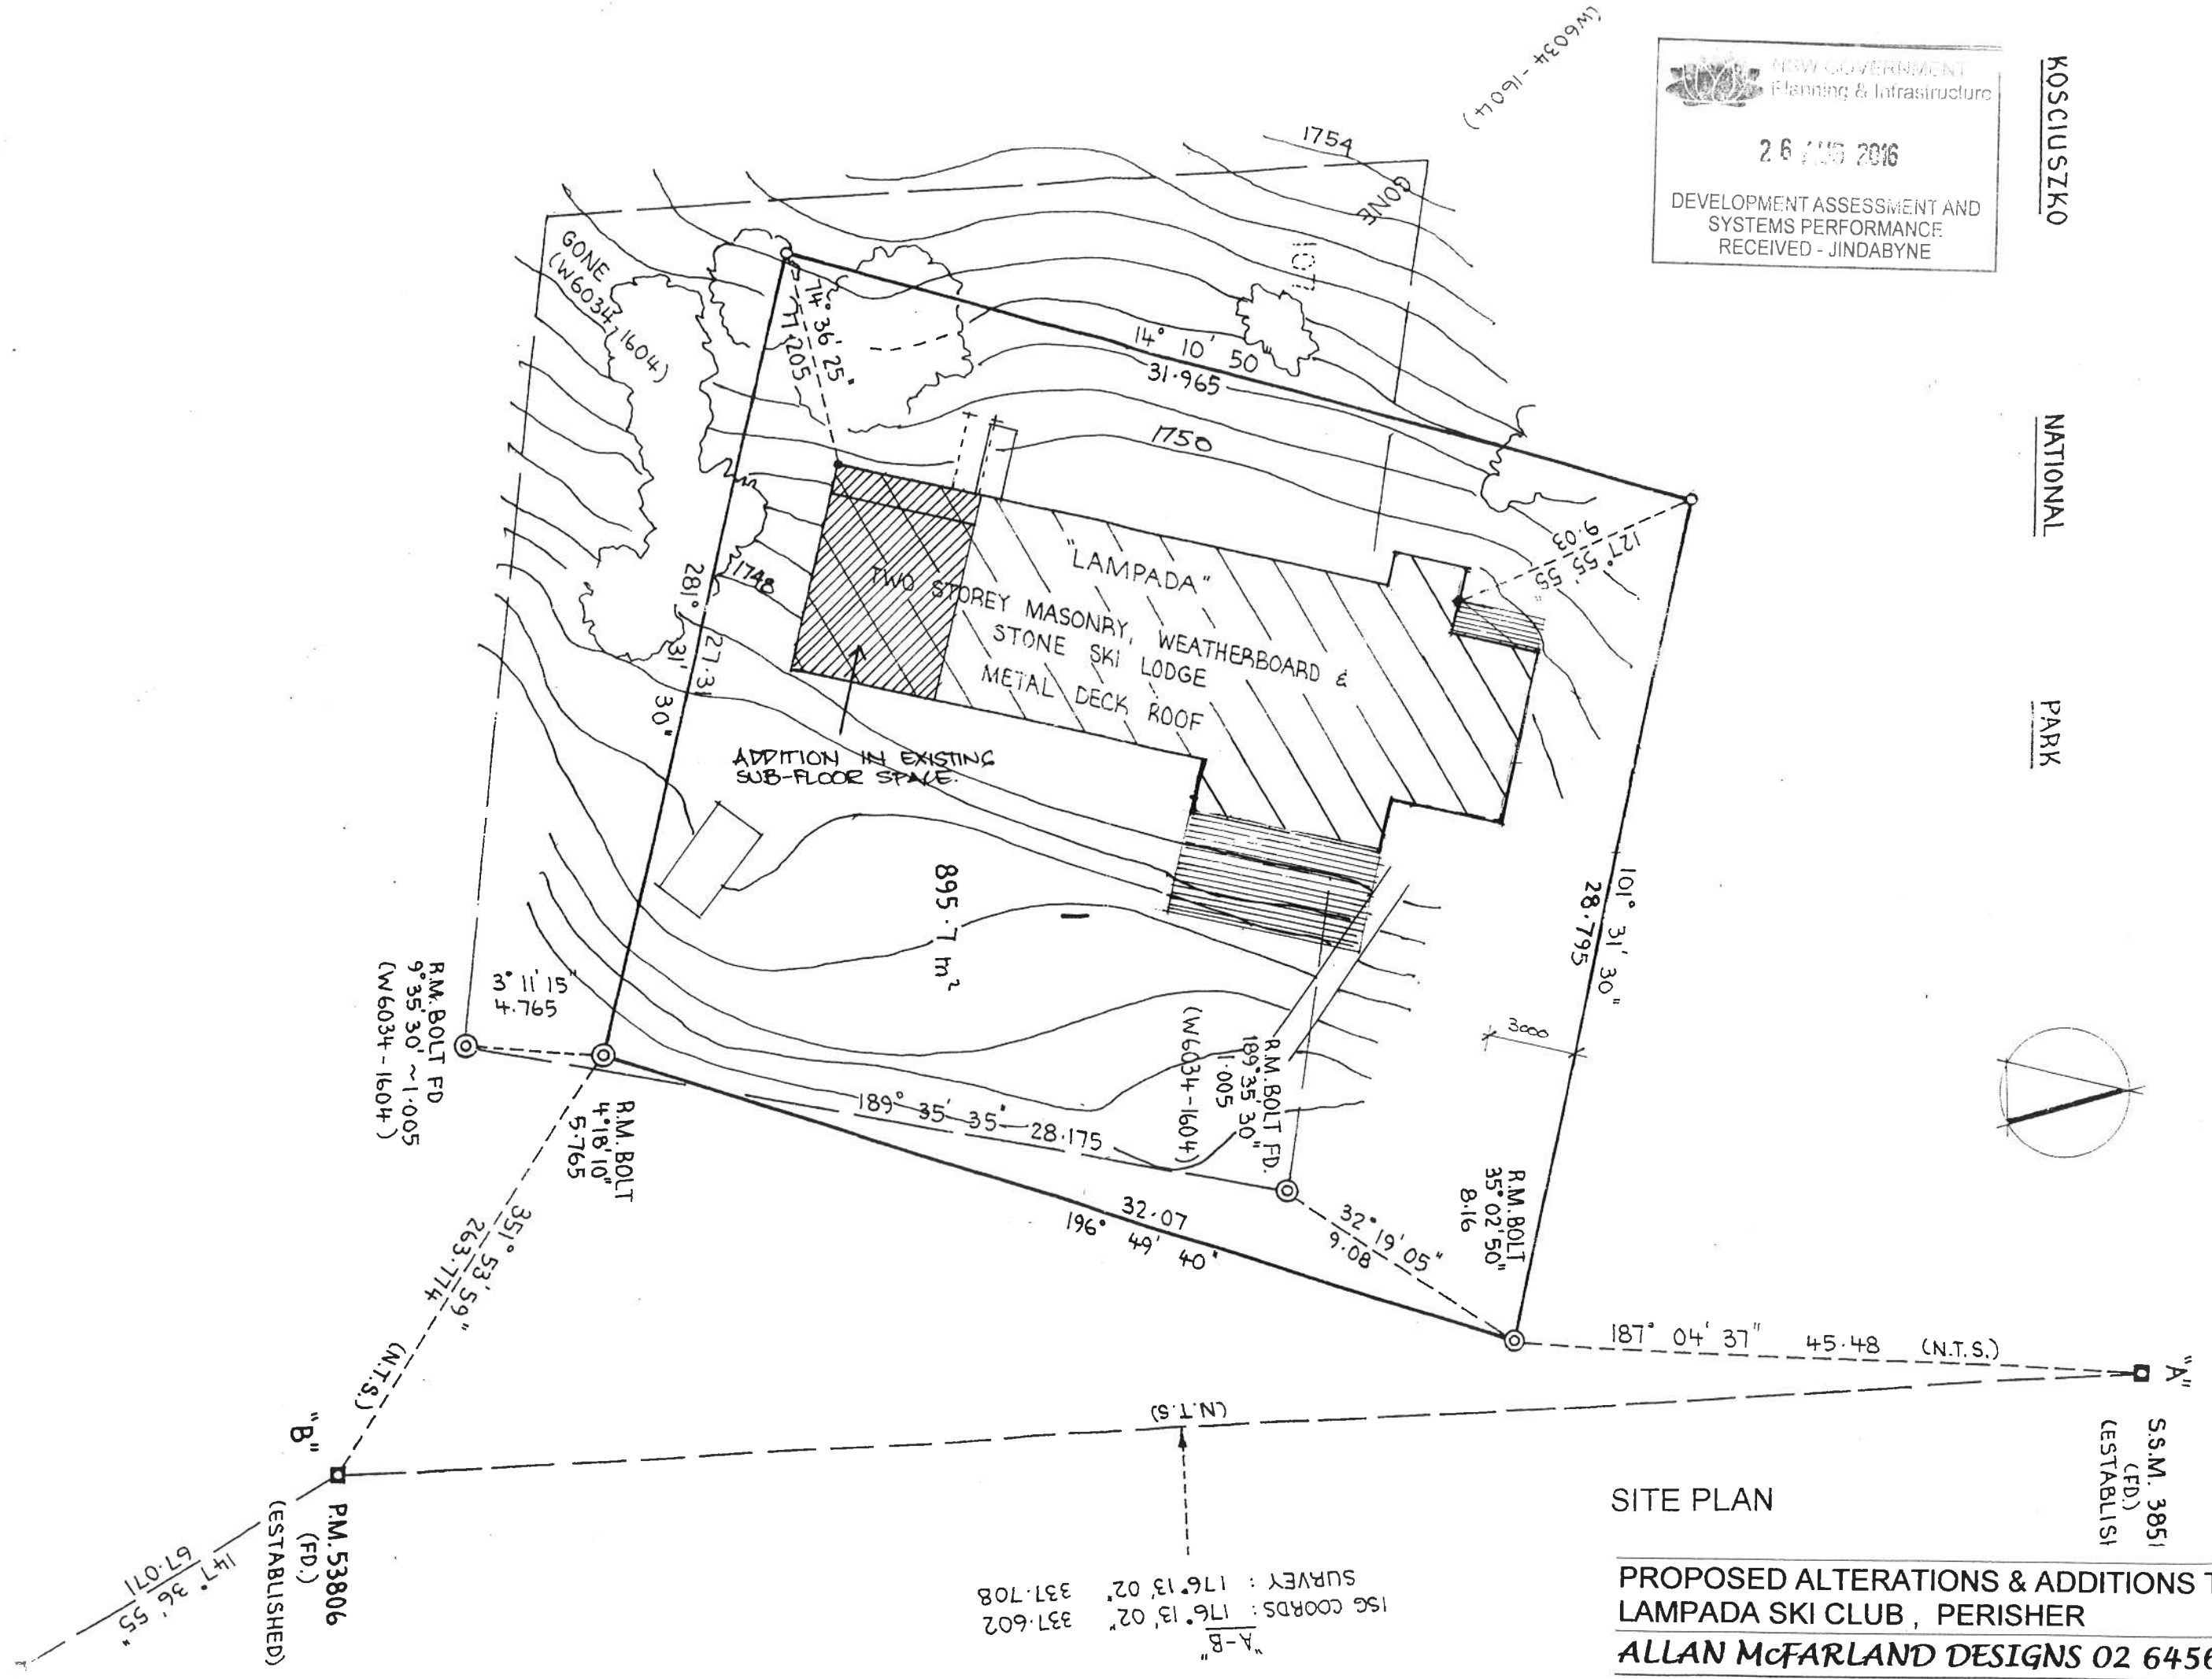 (W6034-1604)
NSW GOVERNMENT
Planning & Infrastructure
26 AUG 2016
DEVELOPMENT ASSESSMENT AND
SYSTEMS PERFORMANCE
RECEIVED - JINDABYNE
KOSCIUSZKO
NATIONAL
PARK
1754
GONE
LOT
GONE
(W6034-1604)
74° 36' 25"
14° 10' 50"
31.965
1750
127° 55' 55"
9.03
1748
281° 31' 30"
27.31
"LAMPADA"
TWO STOREY MASONRY, WEATHERBOARD &
STONE SKI LODGE
METAL DECK ROOF
ADDITION IN EXISTING
SUB-FLOOR SPACE.
895.7 m²
101° 31' 30"
28.795
3000
R.M. BOLT FD
9° 35' 30" ~ 1.005
(W6034-1604)
3° 11' 15"
4.765
R.M. BOLT
4° 18' 10"
5.765
189° 35' 35" 28.175
R.M. BOLT FD.
189° 35' 30"
1.005
(W6034-1604)
32.07
196° 49' 40"
32° 19' 05"
9.08
R.M. BOLT
35° 02' 50"
8.16
187° 04' 37" 45.48 (N.T.S.)
"A"
S.S.M. 3851
(FD.)
351° 53' 59"
263.774
(N.T.S.)
(N.T.S)
"B"
P.M. 53806
(FD.)
(ESTABLISHED)
147° 36' 55"
67.071
"A-B"
ISG COORDS: 176° 13' 02" 337.602
SURVEY: 176° 13' 02" 337.708
SITE PLAN
PROPOSED ALTERATIONS & ADDITIONS
LAMPADA SKI CLUB, PERISHER
ALLAN McFARLAND DESIGNS 02 6456